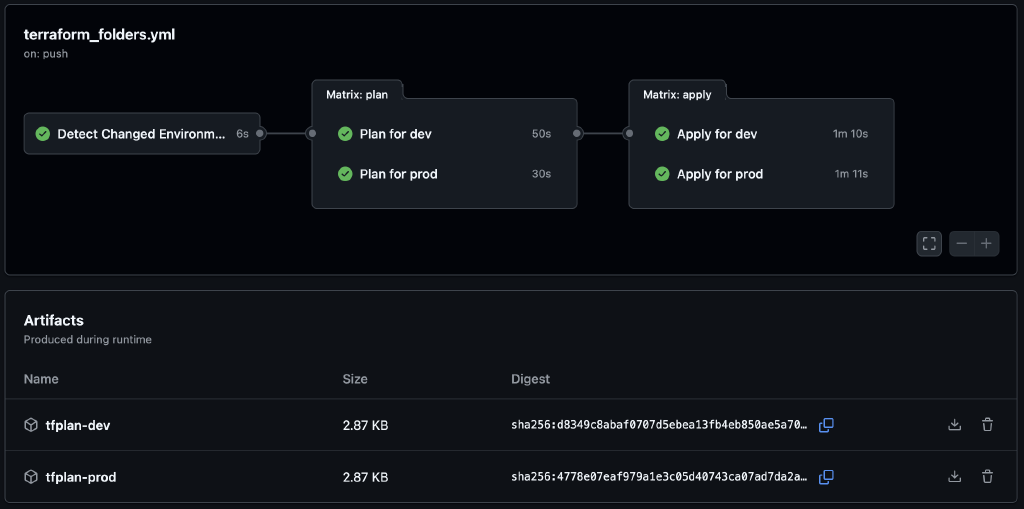 terraform_folders.yml
on: push
Matrix: plan
Matrix: apply
Detect Changed Environm... 6s
Plan for dev 50s
Apply for dev 1m 10s
Plan for prod 30s
Apply for prod 1m 11s
Artifacts
Produced during runtime
Name Size Digest
tfplan-dev 2.87 KB sha256:d8349c8abaf0707d5ebea13fb4eb850ae5a70...
tfplan-prod 2.87 KB sha256:4778e07eaf979a1e3c05d40743ca07ad7da2a...